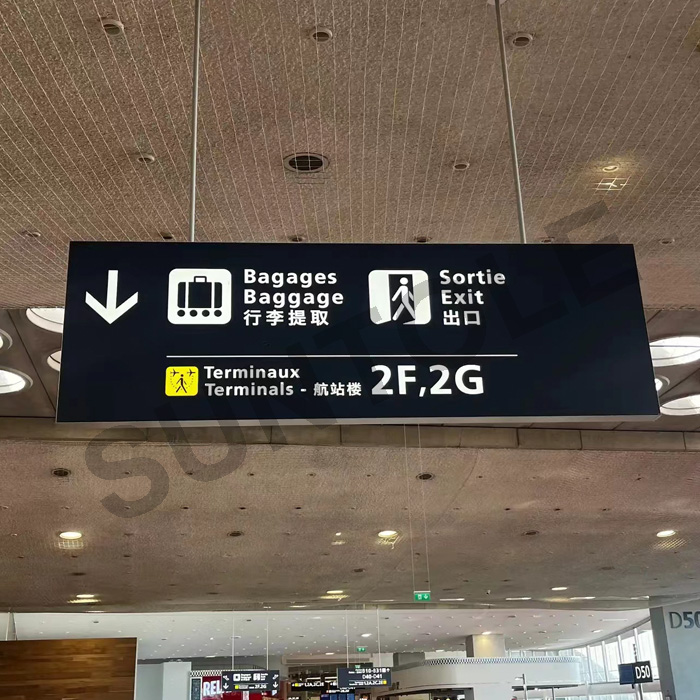 Bagages
Baggage
行李提取
Sortie
Exit
出口
Terminaux
Terminals - 航站楼 2F,2G
SUNTOLE
D50
D50